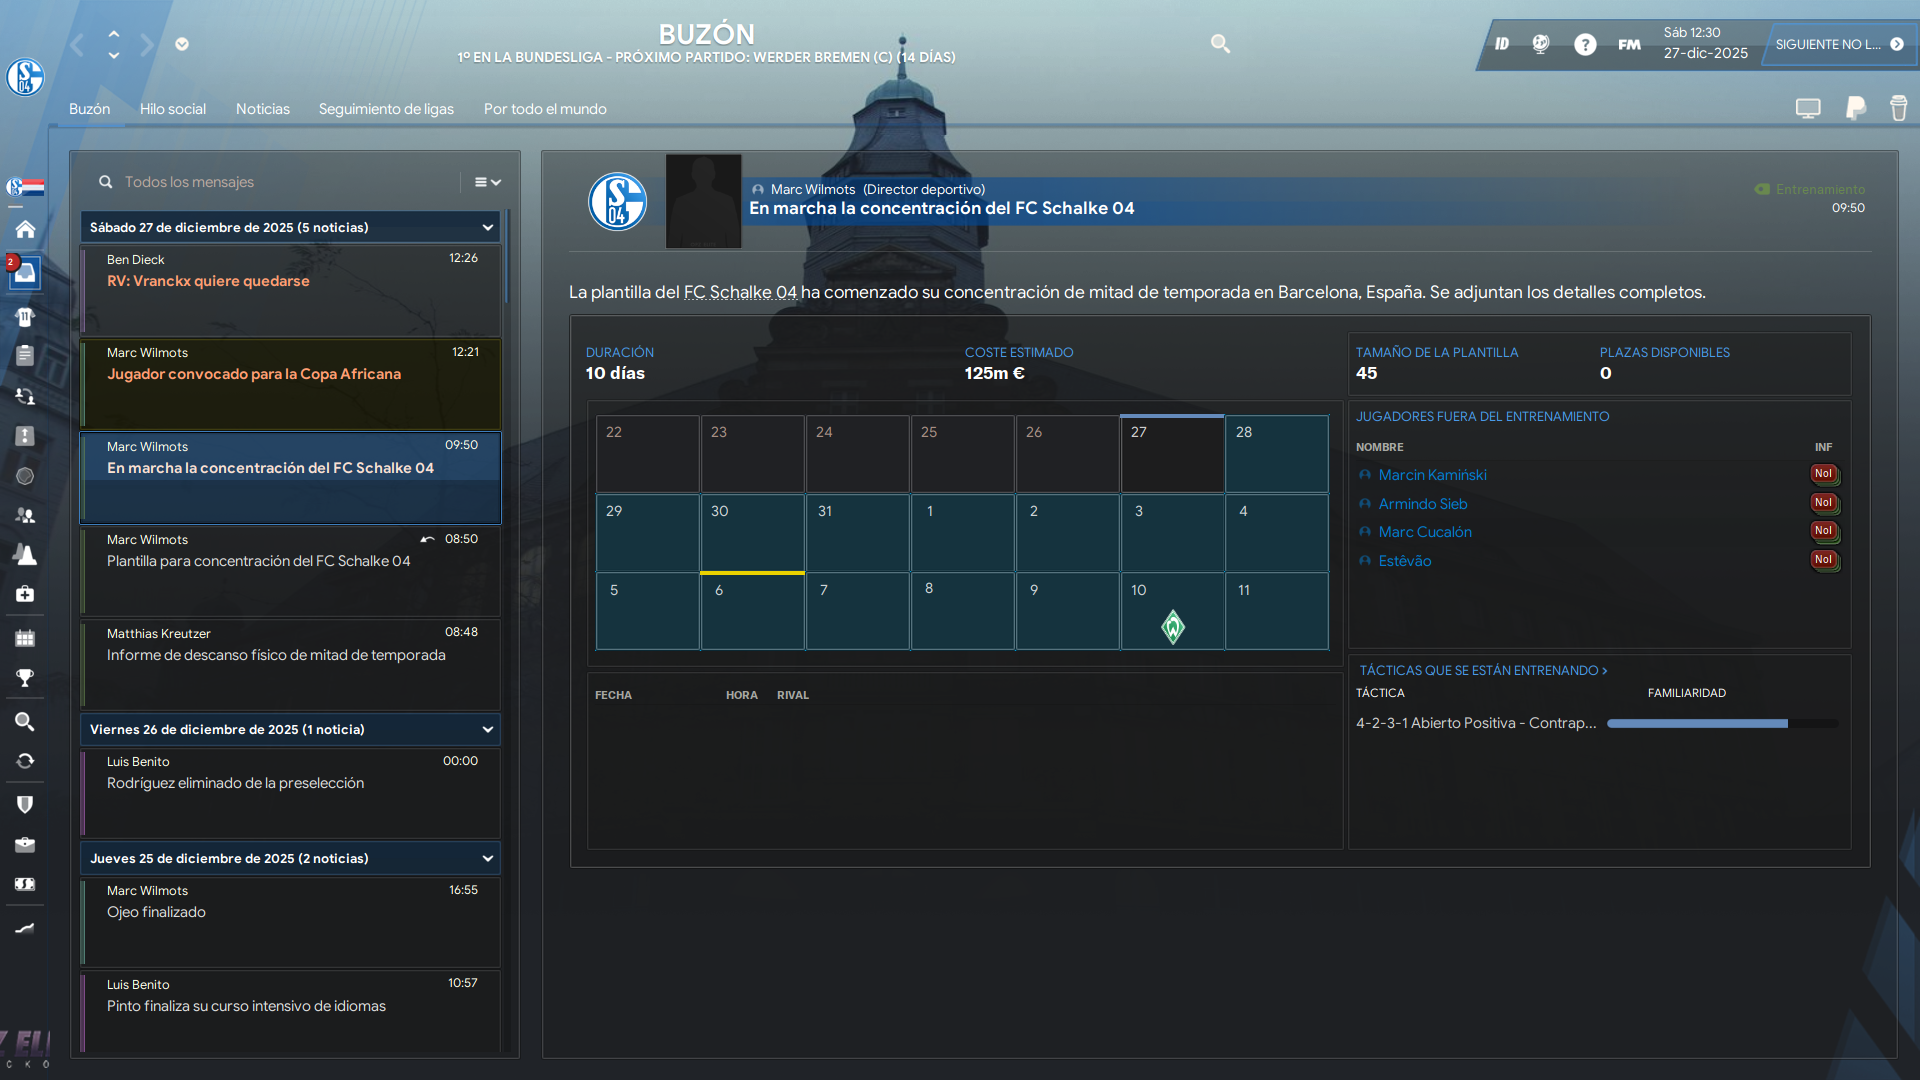 BUZÓN
1º EN LA BUNDESLIGA - PRÓXIMO PARTIDO: WERDER BREMEN (C) (14 DÍAS)
ID
?
FM
Sáb 12:30
27-dic-2025
SIGUIENTE NO L...
Buzón
Hilo social
Noticias
Seguimiento de ligas
Por todo el mundo
Todos los mensajes
Sábado 27 de diciembre de 2025 (5 noticias)
Ben Dieck
12:26
RV: Vranckx quiere quedarse
Marc Wilmots
12:21
Jugador convocado para la Copa Africana
Marc Wilmots
09:50
En marcha la concentración del FC Schalke 04
Marc Wilmots
08:50
Plantilla para concentración del FC Schalke 04
Matthias Kreutzer
08:48
Informe de descanso físico de mitad de temporada
Viernes 26 de diciembre de 2025 (1 noticia)
Luis Benito
00:00
Rodríguez eliminado de la preselección
Jueves 25 de diciembre de 2025 (2 noticias)
Marc Wilmots
16:55
Ojeo finalizado
Luis Benito
10:57
Pinto finaliza su curso intensivo de idiomas
2
11
S
04
Marc Wilmots (Director deportivo)
En marcha la concentración del FC Schalke 04
Entrenamiento
09:50
La plantilla del FC Schalke 04 ha comenzado su concentración de mitad de temporada en Barcelona, España. Se adjuntan los detalles completos.
DURACIÓN
10 días
COSTE ESTIMADO
125m €
22 23 24 25 26 27 28
29 30 31 1 2 3 4
5 6 7 8 9 10 11
W
FECHA
HORA
RIVAL
TAMAÑO DE LA PLANTILLA
45
PLAZAS DISPONIBLES
0
JUGADORES FUERA DEL ENTRENAMIENTO
NOMBRE
INF
Marcin Kamiński
NoI
Armindo Sieb
NoI
Marc Cucalón
NoI
Estêvão
NoI
TÁCTICAS QUE SE ESTÁN ENTRENANDO >
TÁCTICA
FAMILIARIDAD
4-2-3-1 Abierto Positiva - Contrap...